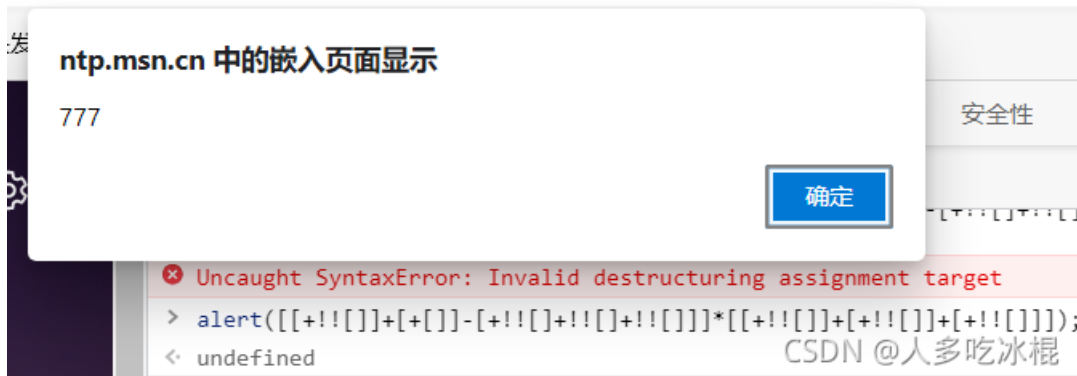 发
ntp.msn.cn 中的嵌入页面显示
777
安全性
确定
-[+!![]+!![]
Uncaught SyntaxError: Invalid destructuring assignment target
> alert([[+!![]]+[+[]]-[+!![]+!![]+!![]]]*[[+!![]]+[+!![]]+[+!![]]]);
undefined
CSDN @人多吃冰棍